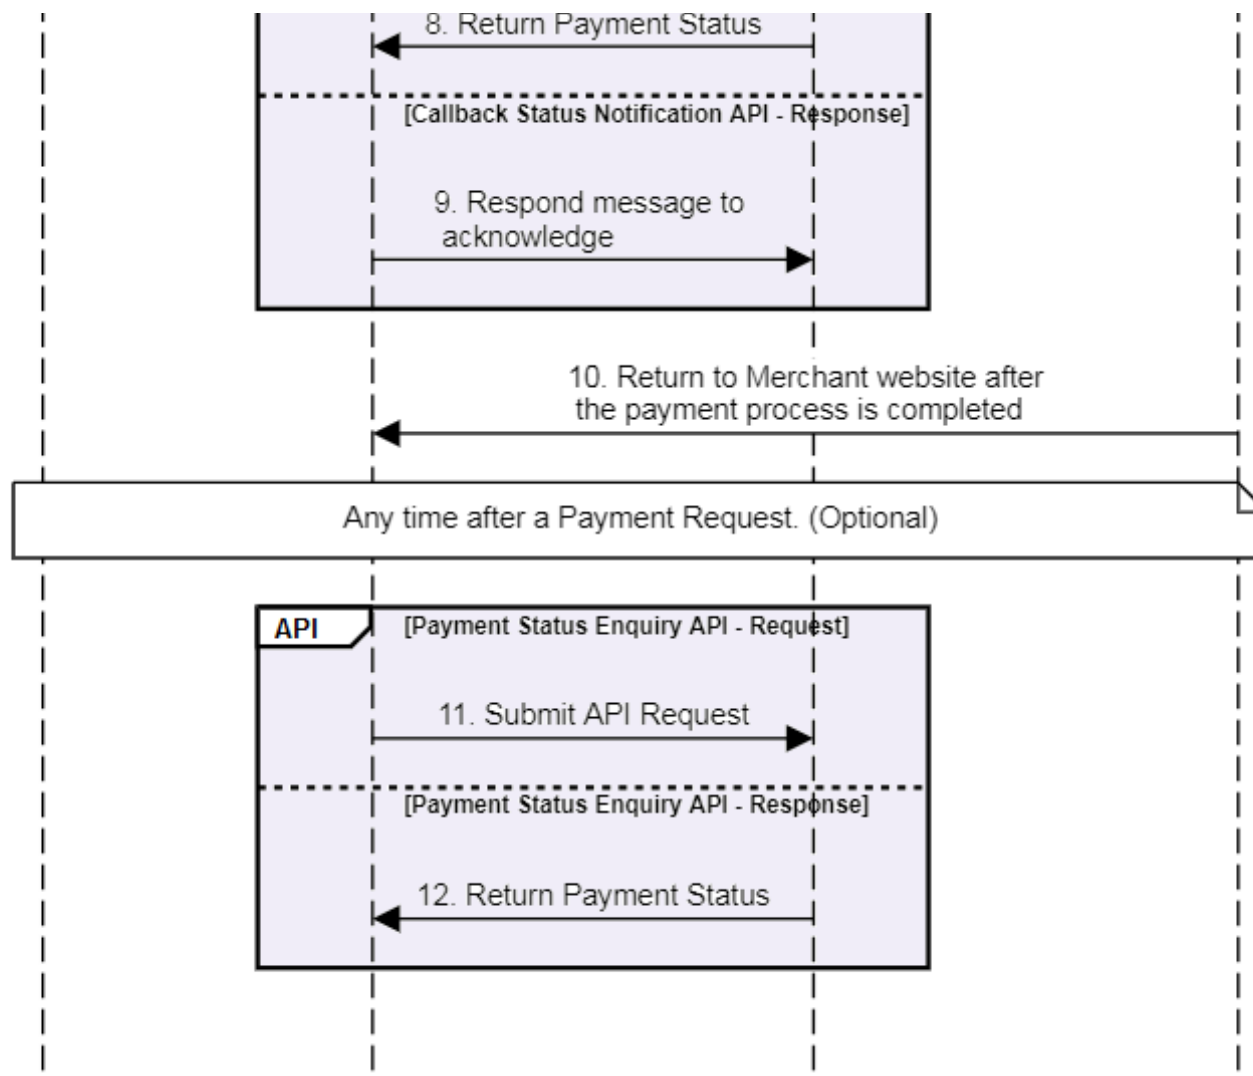 8. Return Payment Status
[Callback Status Notification API - Response]
9. Respond message to
acknowledge
10. Return to Merchant website after
the payment process is completed
Any time after a Payment Request. (Optional)
API
[Payment Status Enquiry API - Request]
11. Submit API Request
[Payment Status Enquiry API - Response]
12. Return Payment Status